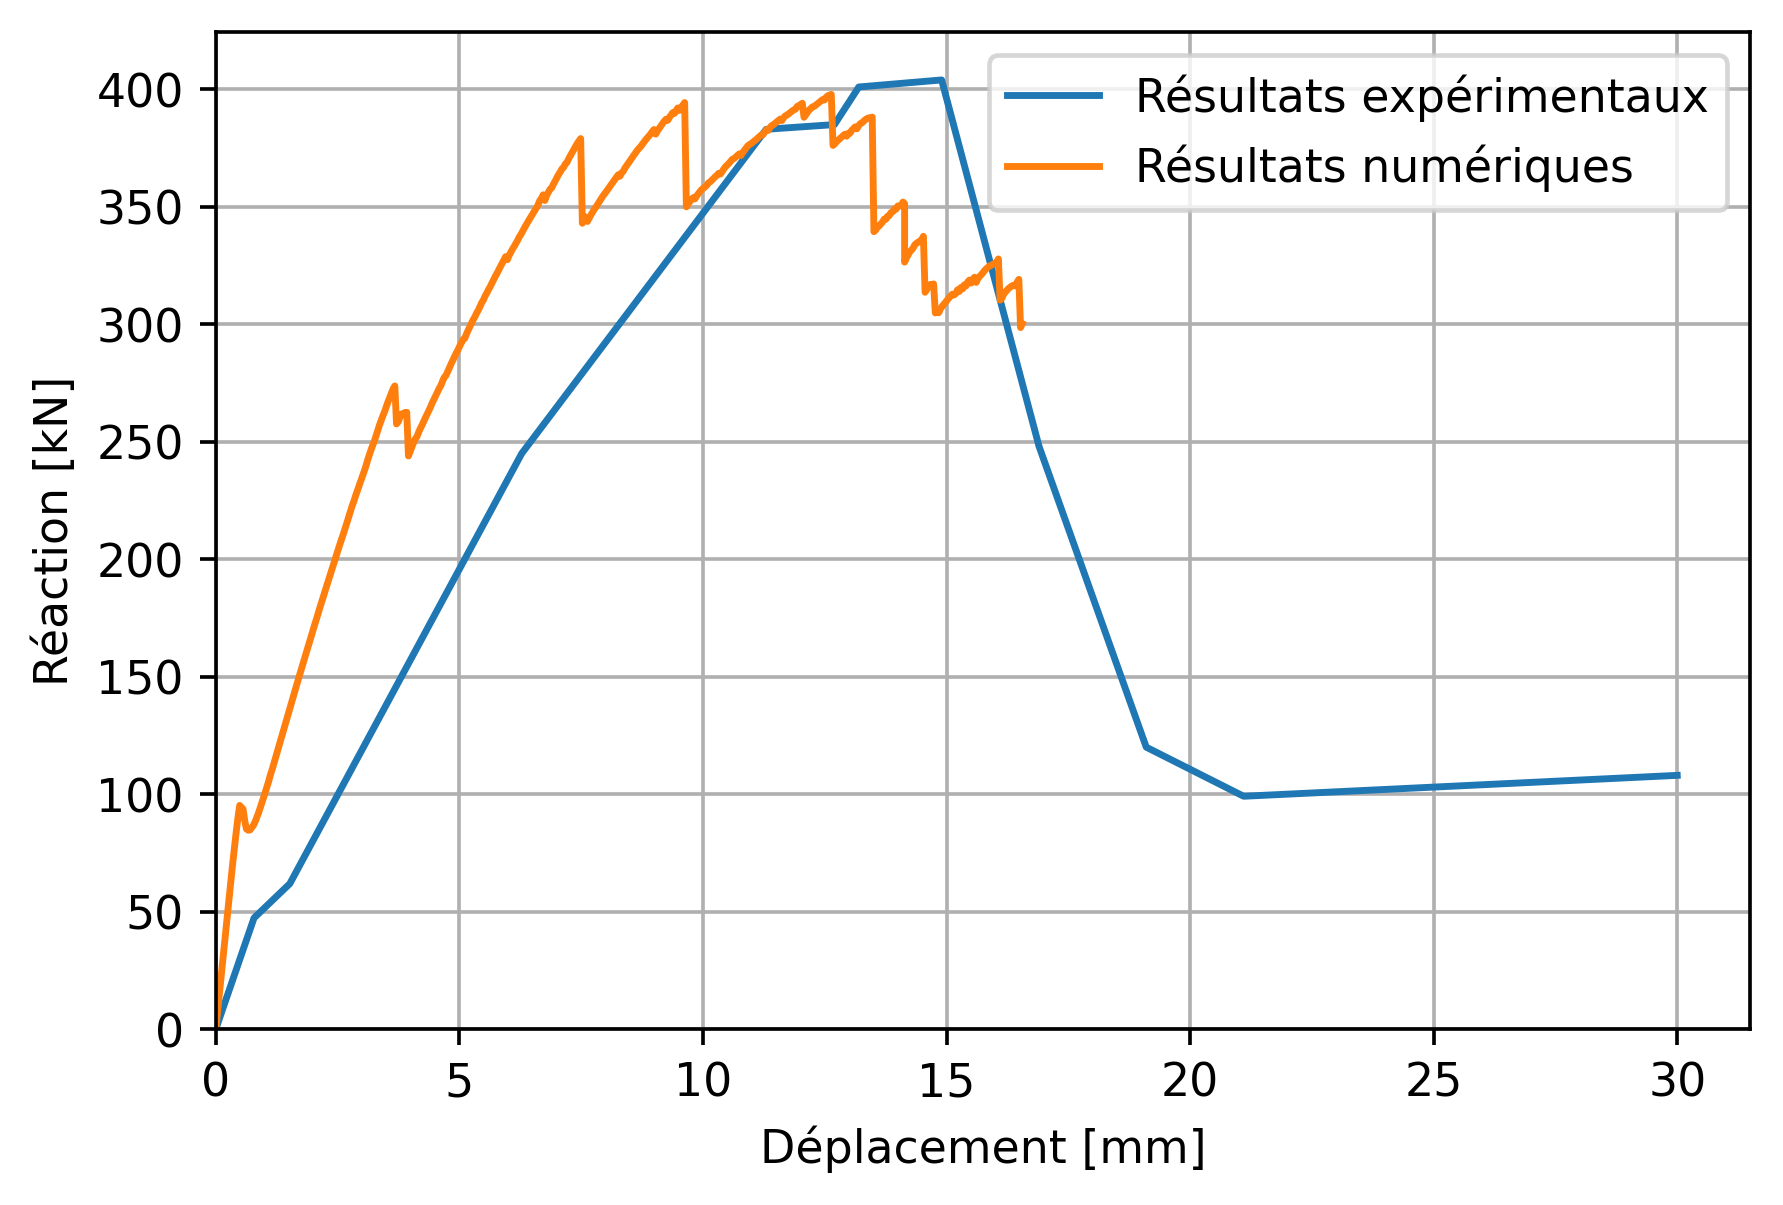 Résultats expérimentaux
Résultats numériques
Réaction [kN]
400
350
300
250
200
150
100
50
0
0 5 10 15 20 25 30
Déplacement [mm]